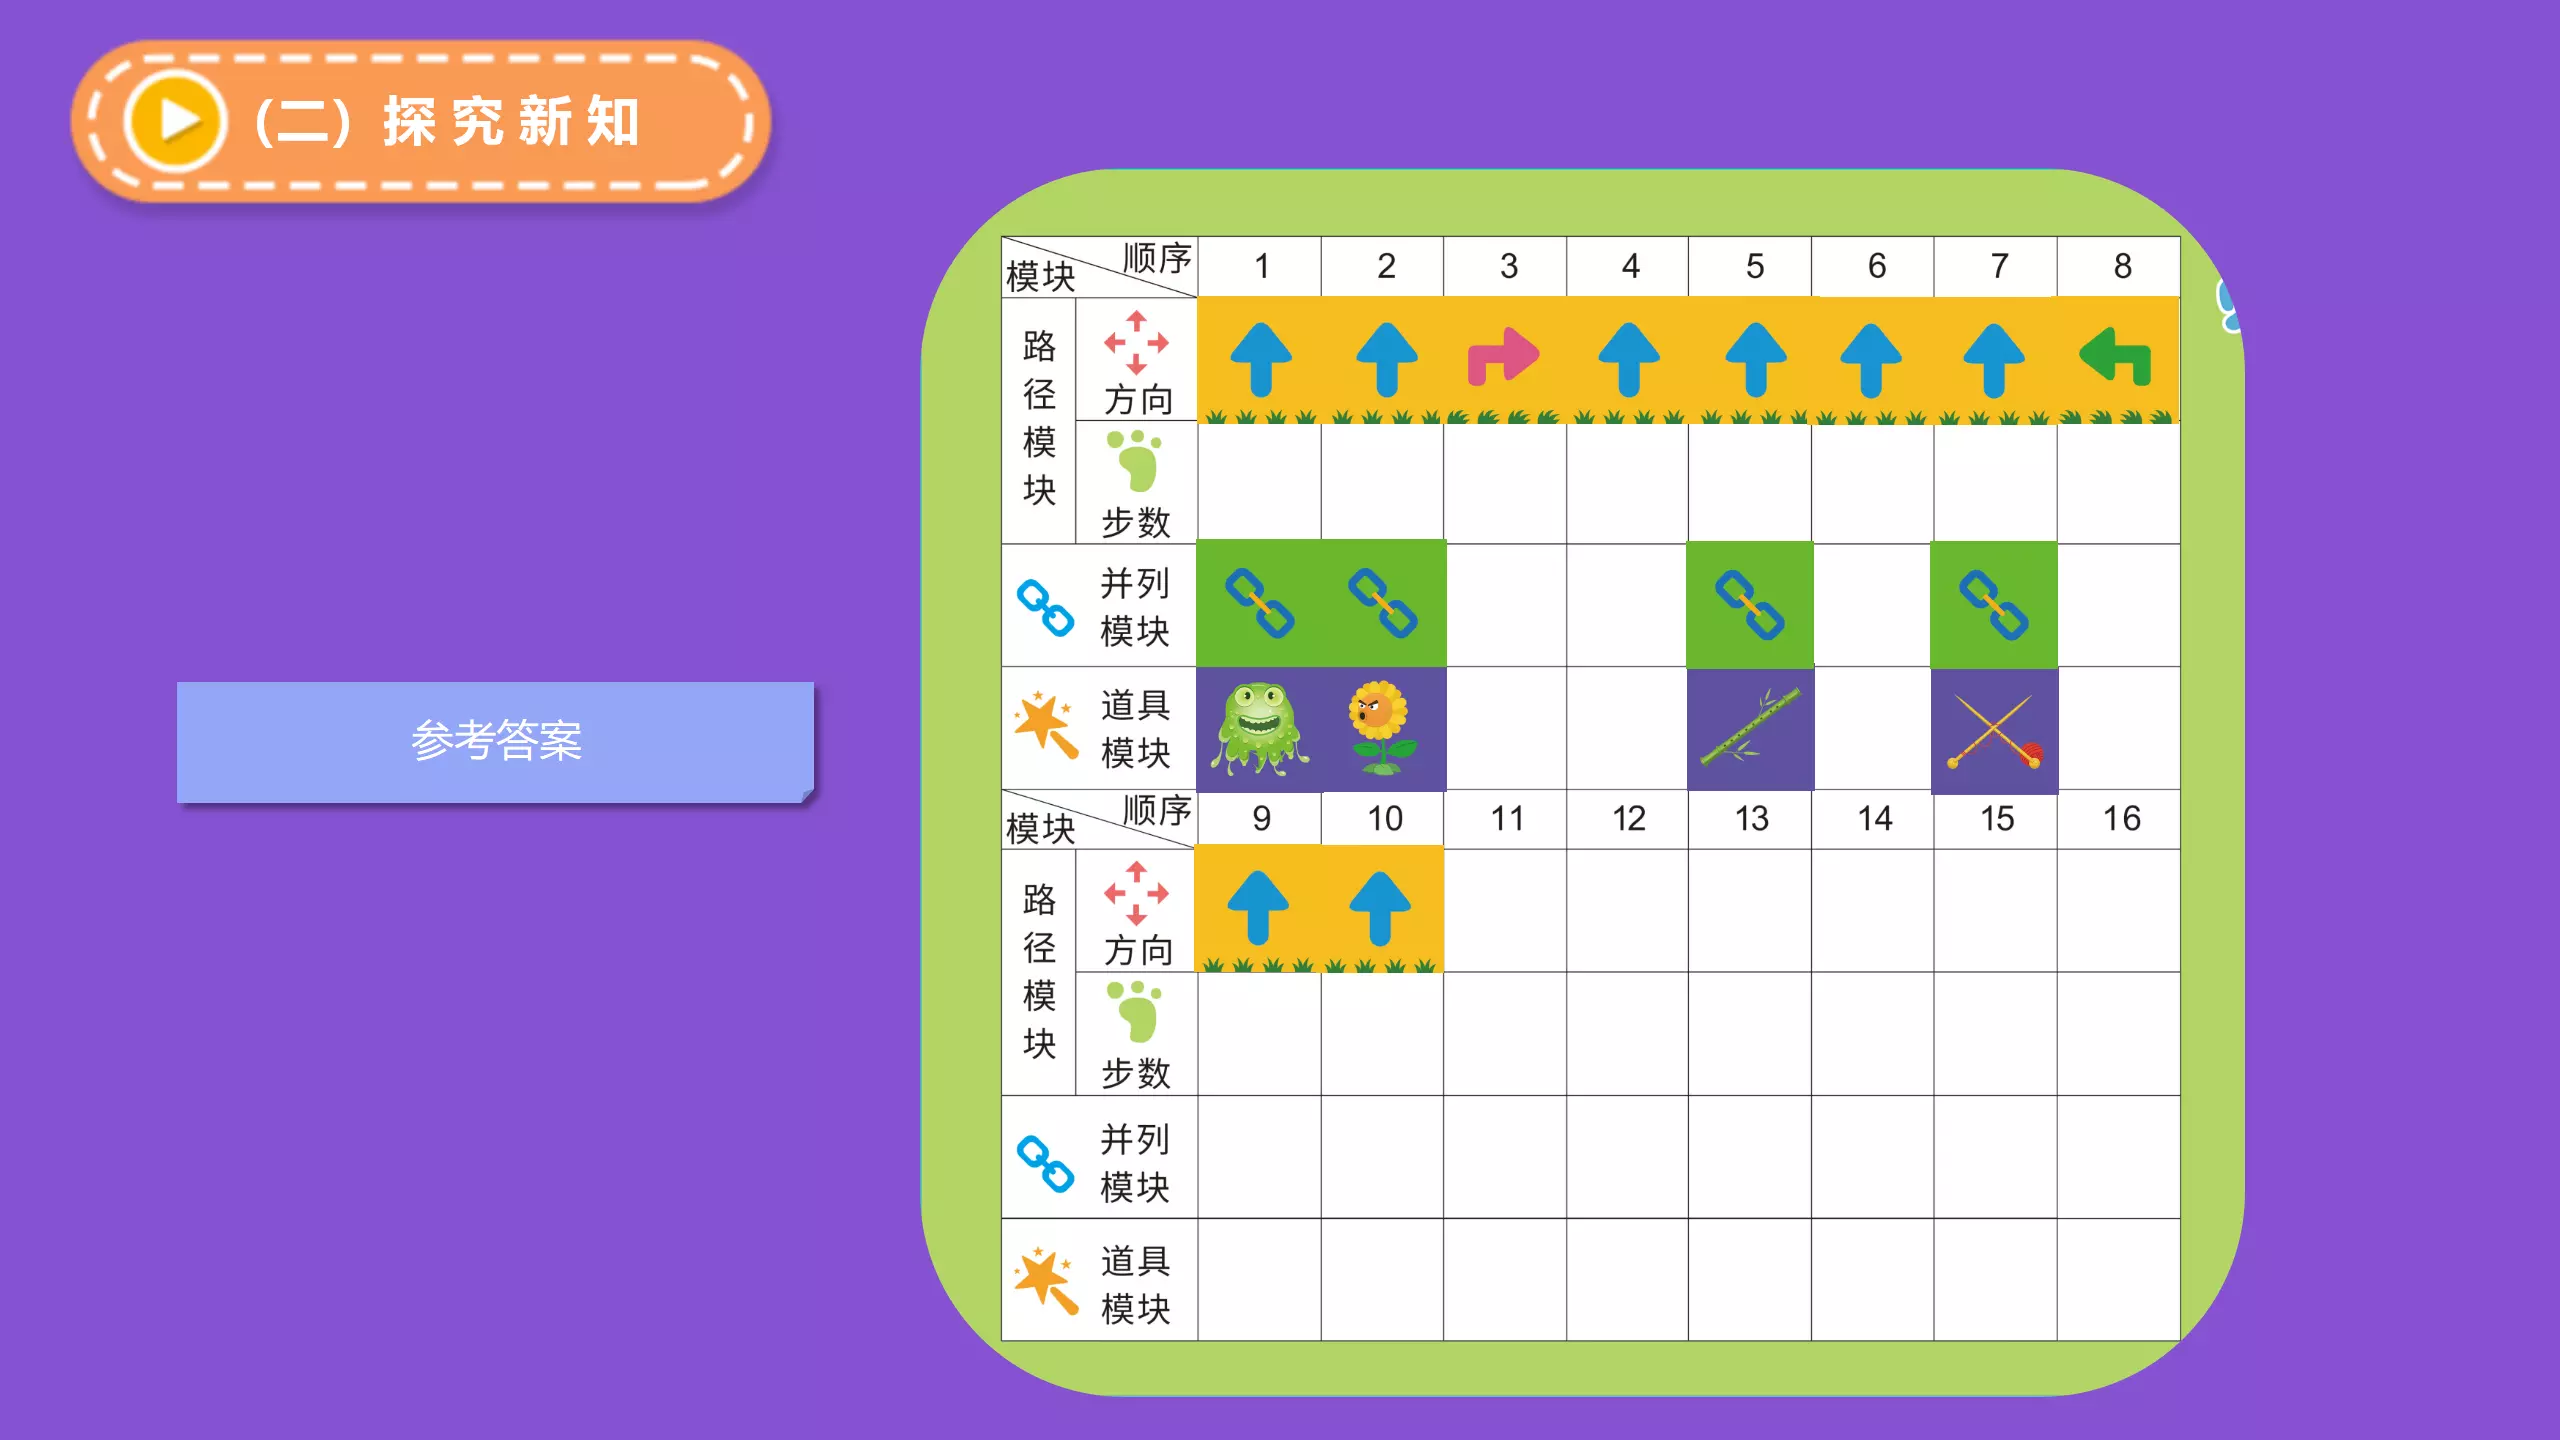 (二) 探究新知
参考答案
顺序 1 2 3 4 5 6 7 8
模块
路径模块
方向
步数
并列模块
道具模块
顺序 9 10 11 12 13 14 15 16
模块
路径模块
方向
步数
并列模块
道具模块